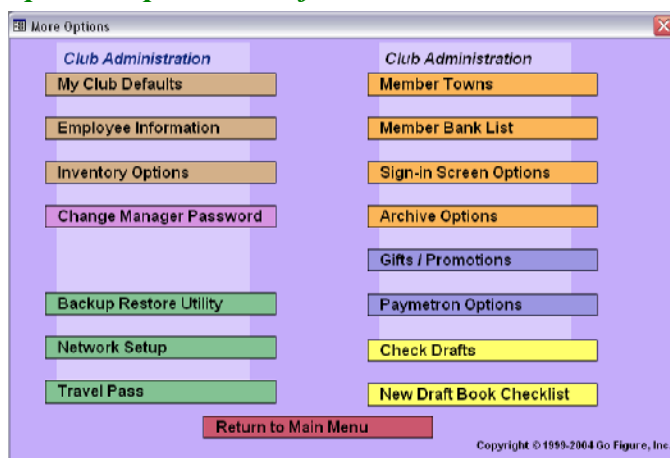 More Options
Club Administration
My Club Defaults
Employee Information
Inventory Options
Change Manager Password
Backup Restore Utility
Network Setup
Travel Pass
Club Administration
Member Towns
Member Bank List
Sign-in Screen Options
Archive Options
Gifts / Promotions
Paymetron Options
Check Drafts
New Draft Book Checklist
Return to Main Menu
Copyright © 1999-2004 Go Figure, Inc.